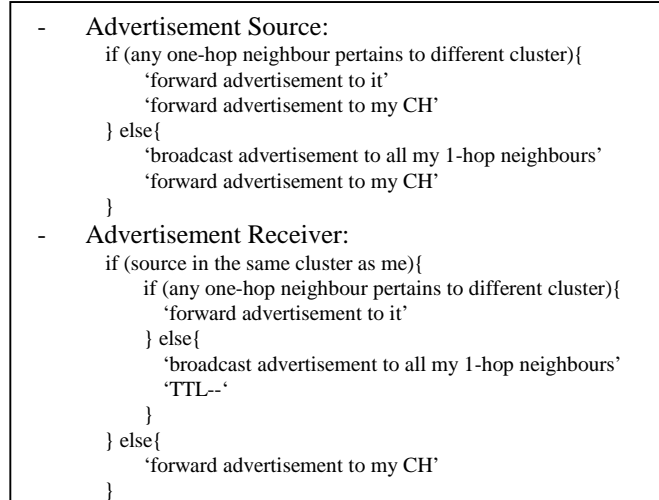 - Advertisement Source:
if (any one-hop neighbour pertains to different cluster){
‘forward advertisement to it’
‘forward advertisement to my CH’
} else{
‘broadcast advertisement to all my 1-hop neighbours’
‘forward advertisement to my CH’
}
- Advertisement Receiver:
if (source in the same cluster as me){
if (any one-hop neighbour pertains to different cluster){
‘forward advertisement to it’
} else{
‘broadcast advertisement to all my 1-hop neighbours’
‘TTL--‘
}
} else{
‘forward advertisement to my CH’
}